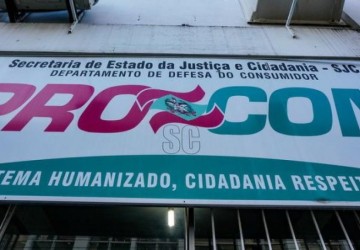 Secretaria de Estado da Justiça e Cidadania - SJC
DEPARTAMENTO DE DEFESA DO CONSUMIDOR
PROCON
SC
TEMA HUMANIZADO, CIDADANIA RESPEIT